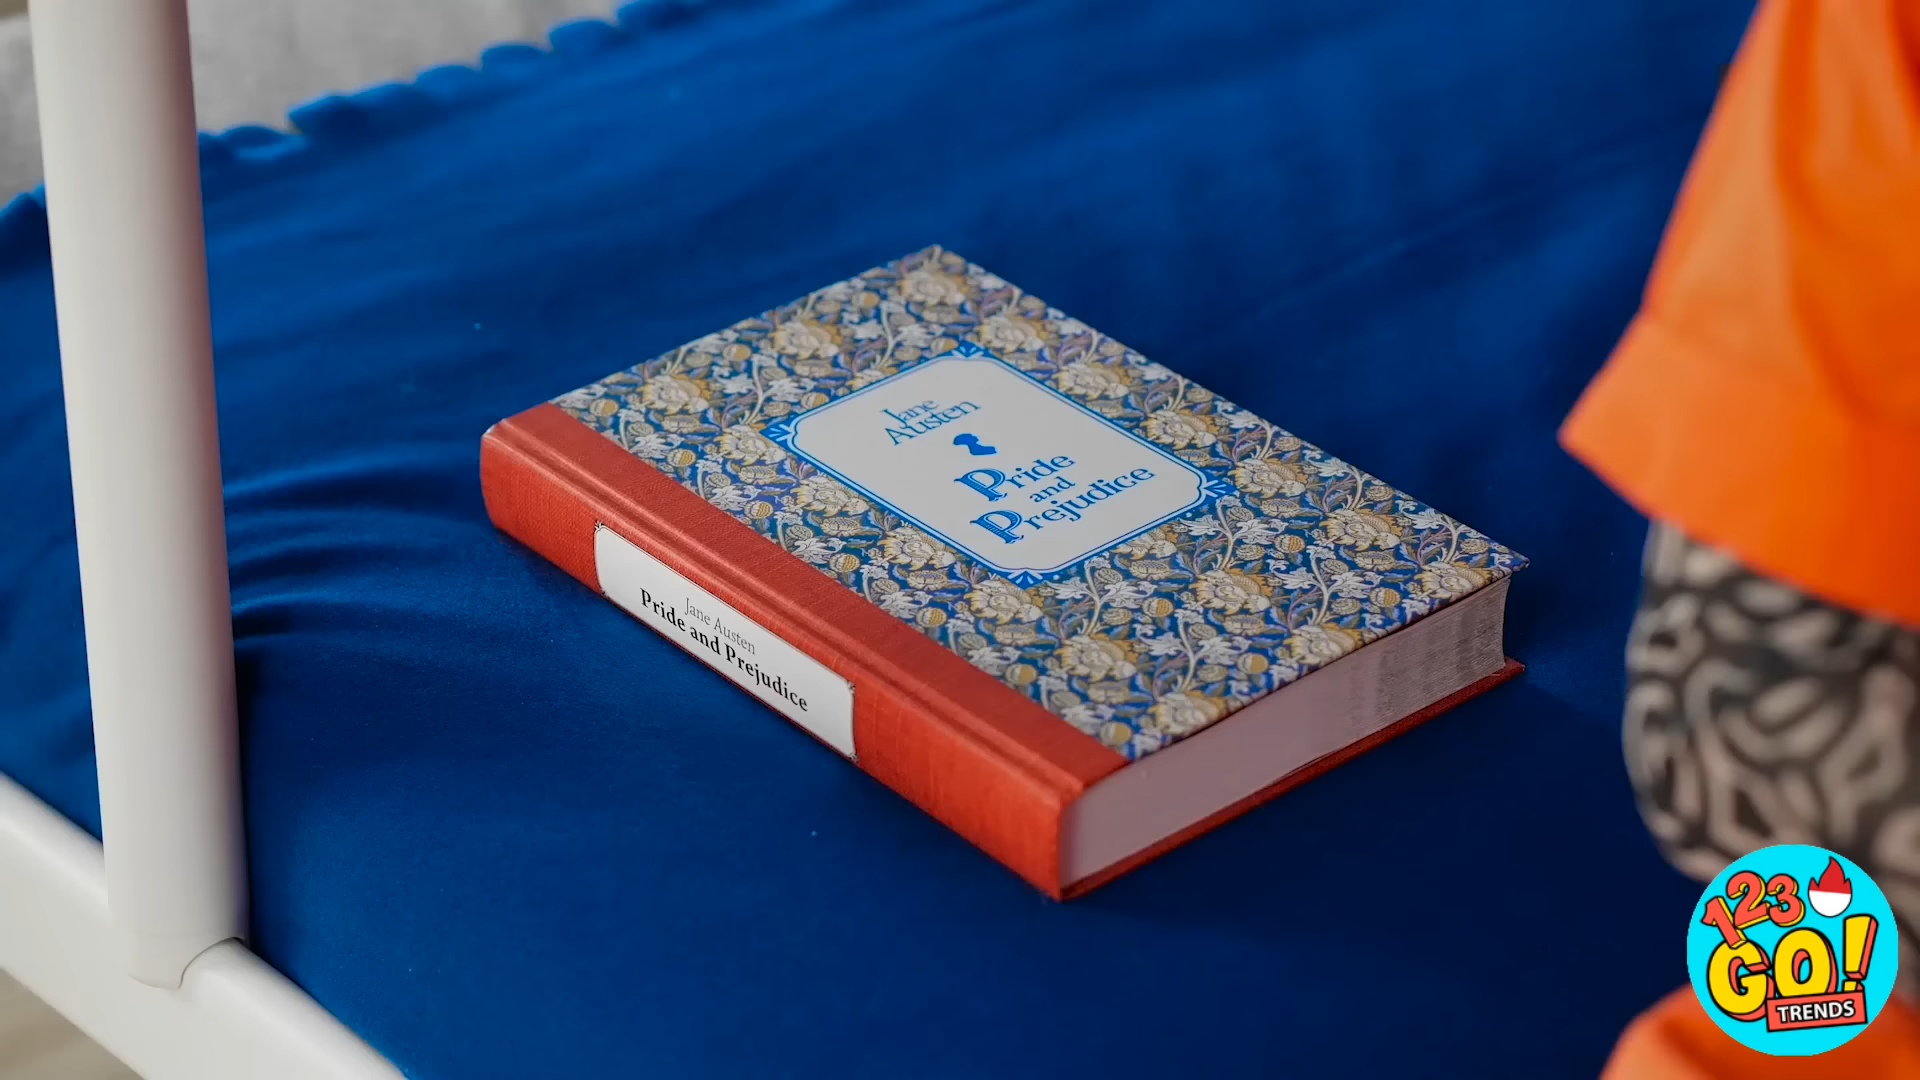 Jane
Austen
Pride
and
Prejudice
Jane Austen
Pride and Prejudice
123
GO!
TRENDS